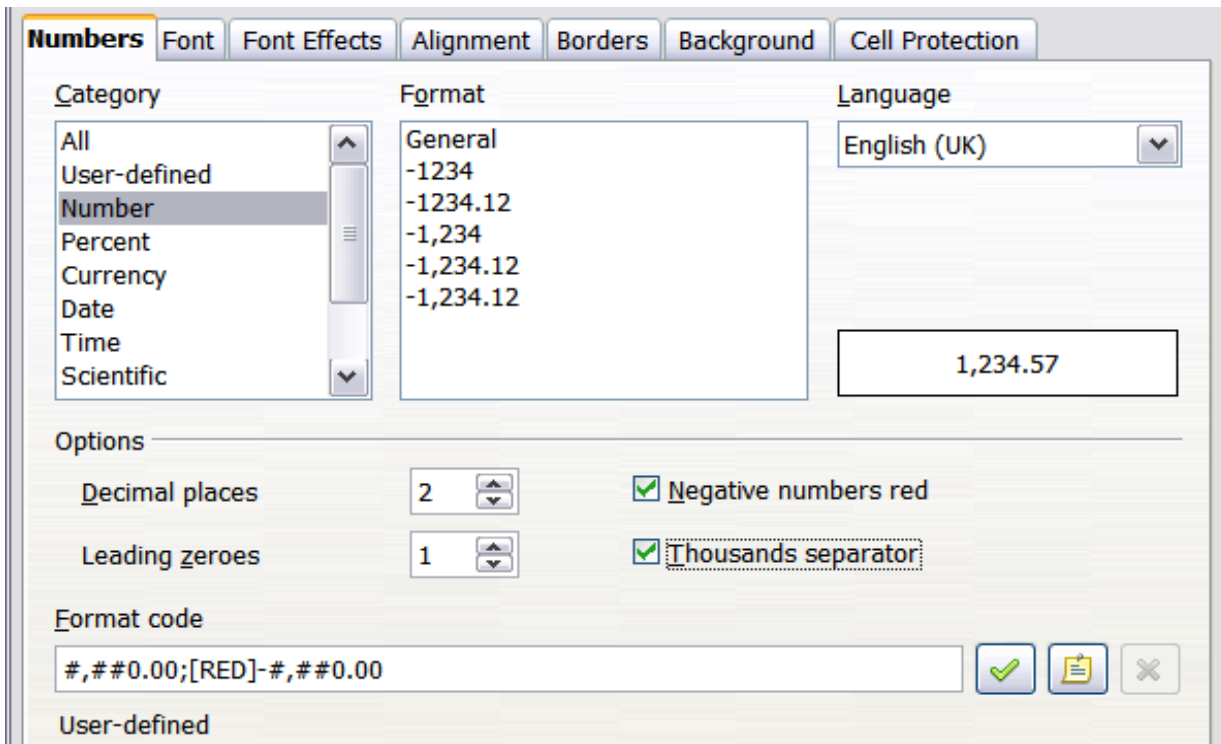 Numbers Font Font Effects Alignment Borders Background Cell Protection
Category
All
User-defined
Number
Percent
Currency
Date
Time
Scientific
Format
General
-1234
-1234.12
-1,234
-1,234.12
-1,234.12
Language
English (UK)
1,234.57
Options
Decimal places 2 Negative numbers red
Leading zeroes 1 Thousands separator
Format code
#,##0.00;[RED]-#,##0.00
User-defined